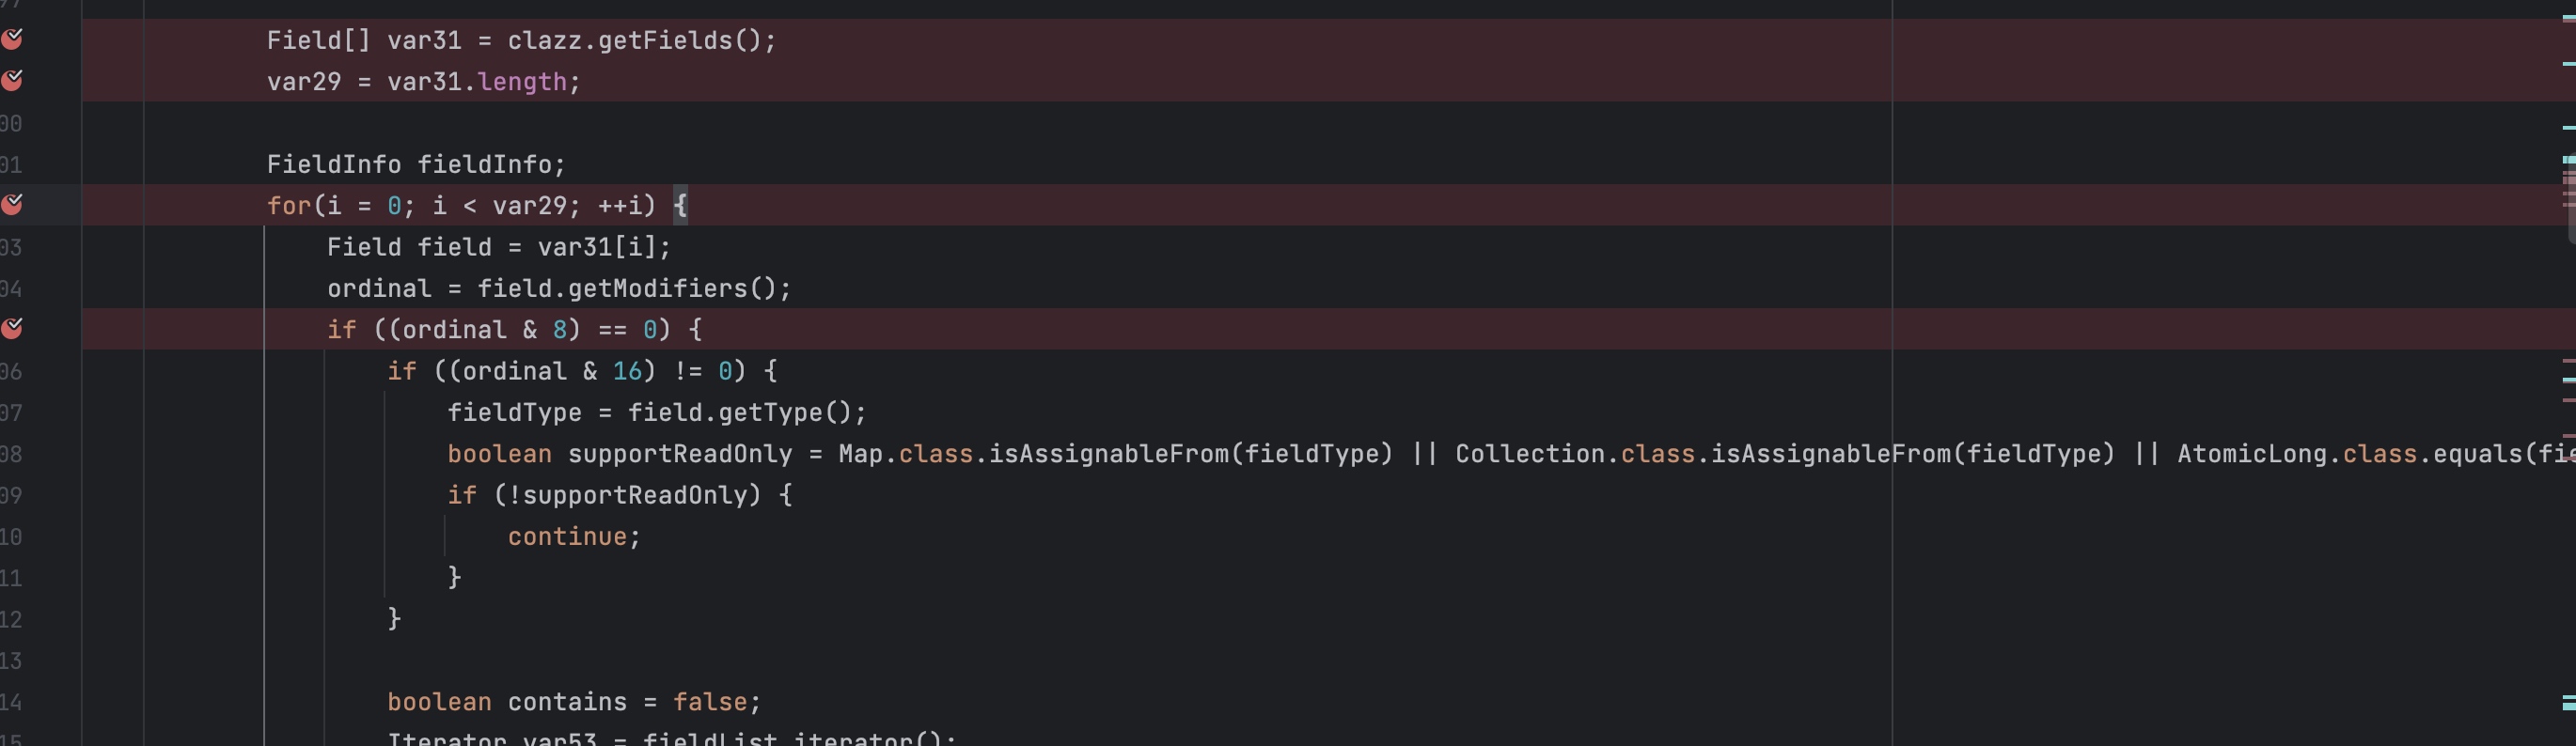 Field[] var31 = clazz.getFields();
var29 = var31.length;
00
01 FieldInfo fieldInfo;
for(i = 0; i < var29; ++i) {
03 Field field = var31[i];
04 ordinal = field.getModifiers();
if ((ordinal & 8) == 0) {
06 if ((ordinal & 16) != 0) {
07 fieldType = field.getType();
08 boolean supportReadOnly = Map.class.isAssignableFrom(fieldType) || Collection.class.isAssignableFrom(fieldType) || AtomicLong.class.equals(fie
09 if (!supportReadOnly) {
10 continue;
11 }
12 }
13
14 boolean contains = false;
15 Iterator var53 = fieldList.iterator();